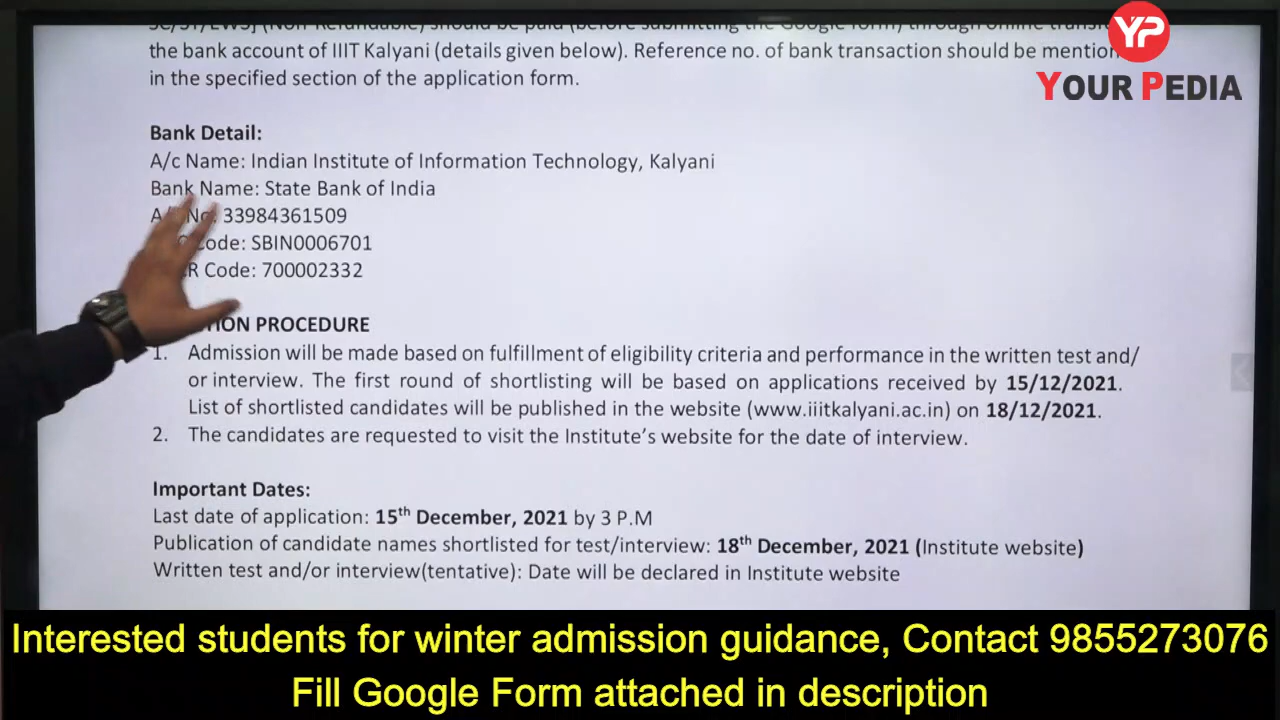 the bank account of IIIT Kalyani (details given below). Reference no. of bank transaction should be
in the specified section of the application form.
YP
YOUR PEDIA
Bank Detail:
A/c Name: Indian Institute of Information Technology, Kalyani
Bank Name: State Bank of India
No. 33984361509
Code: SBIN0006701
R Code: 700002332
PROCEDURE
1. Admission will be made based on fulfillment of eligibility criteria and performance in the written test and/
or interview. The first round of shortlisting will be based on applications received by 15/12/2021.
List of shortlisted candidates will be published in the website (www.iiitkalyani.ac.in) on 18/12/2021.
2. The candidates are requested to visit the Institute's website for the date of interview.
Important Dates:
Last date of application: 15th December, 2021 by 3 P.M
Publication of candidate names shortlisted for test/interview: 18th December, 2021 (Institute website)
Written test and/or interview(tentative): Date will be declared in Institute website
Interested students for winter admission guidance, Contact 9855273076
Fill Google Form attached in description